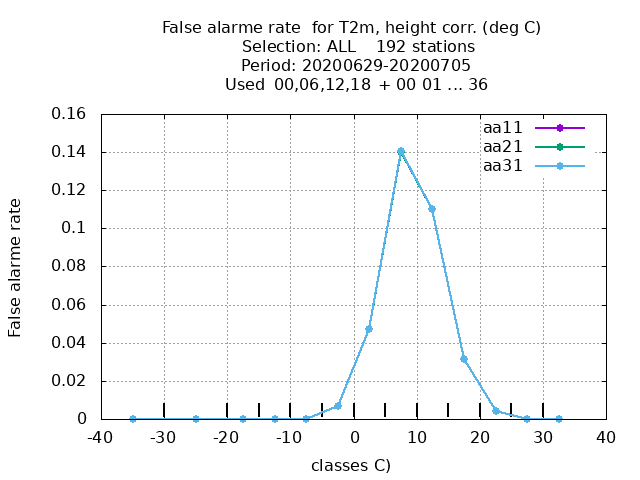 False alarme rate  for T2m, height corr. (deg C)
Selection: ALL    192 stations
Period: 20200629-20200705
Used  00,06,12,18  + 00 01 ... 36
0.16
0.14
0.12
0.1
0.08
0.06
0.04
0.02
0
False alarme rate
aa11
aa21
aa31
-40 -30 -20 -10 0 10 20 30 40
classes C)